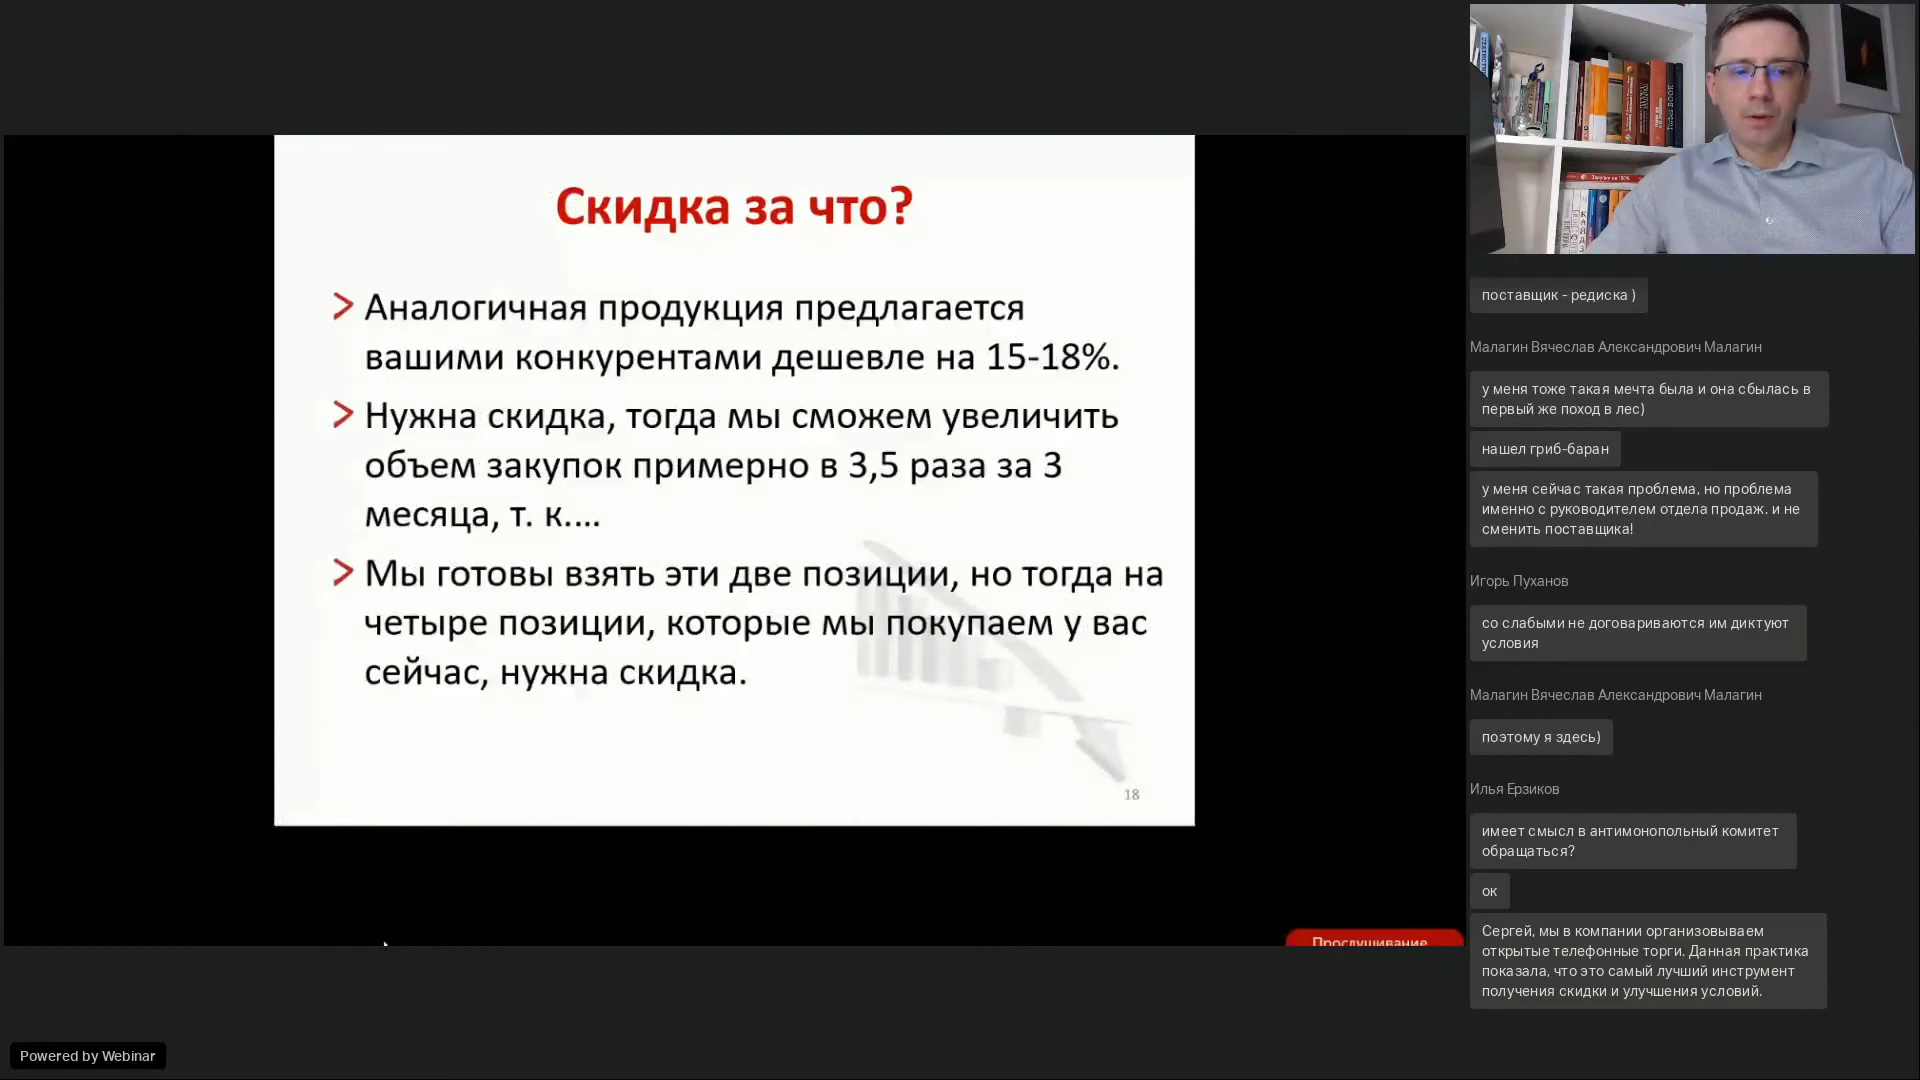 Скидка за что?
Аналогичная продукция предлагается
вашими конкурентами дешевле на 15-18%.
Нужна скидка, тогда мы сможем увеличить
объем закупок примерно в 3,5 раза за 3
месяца, т. к....
Мы готовы взять эти две позиции, но тогда на
четыре позиции, которые мы покупаем у вас
сейчас, нужна скидка.
18
Прослушивание
Powered by Webinar
поставщик - редиска )
Малагин Вячеслав Александрович Малагин
у меня тоже такая мечта была и она сбылась в
первый же поход в лес)
нашел гриб-баран
у меня сейчас такая проблема, но проблема
именно с руководителем отдела продаж. и не
сменить поставщика!
Игорь Пуханов
со слабыми не договариваются им диктуют
условия
Малагин Вячеслав Александрович Малагин
поэтому я здесь)
Илья Ерзиков
имеет смысл в антимонопольный комитет
обращаться?
ок
Сергей, мы в компании организовываем
открытые телефонные торги. Данная практика
показала, что это самый лучший инструмент
получения скидки и улучшения условий.